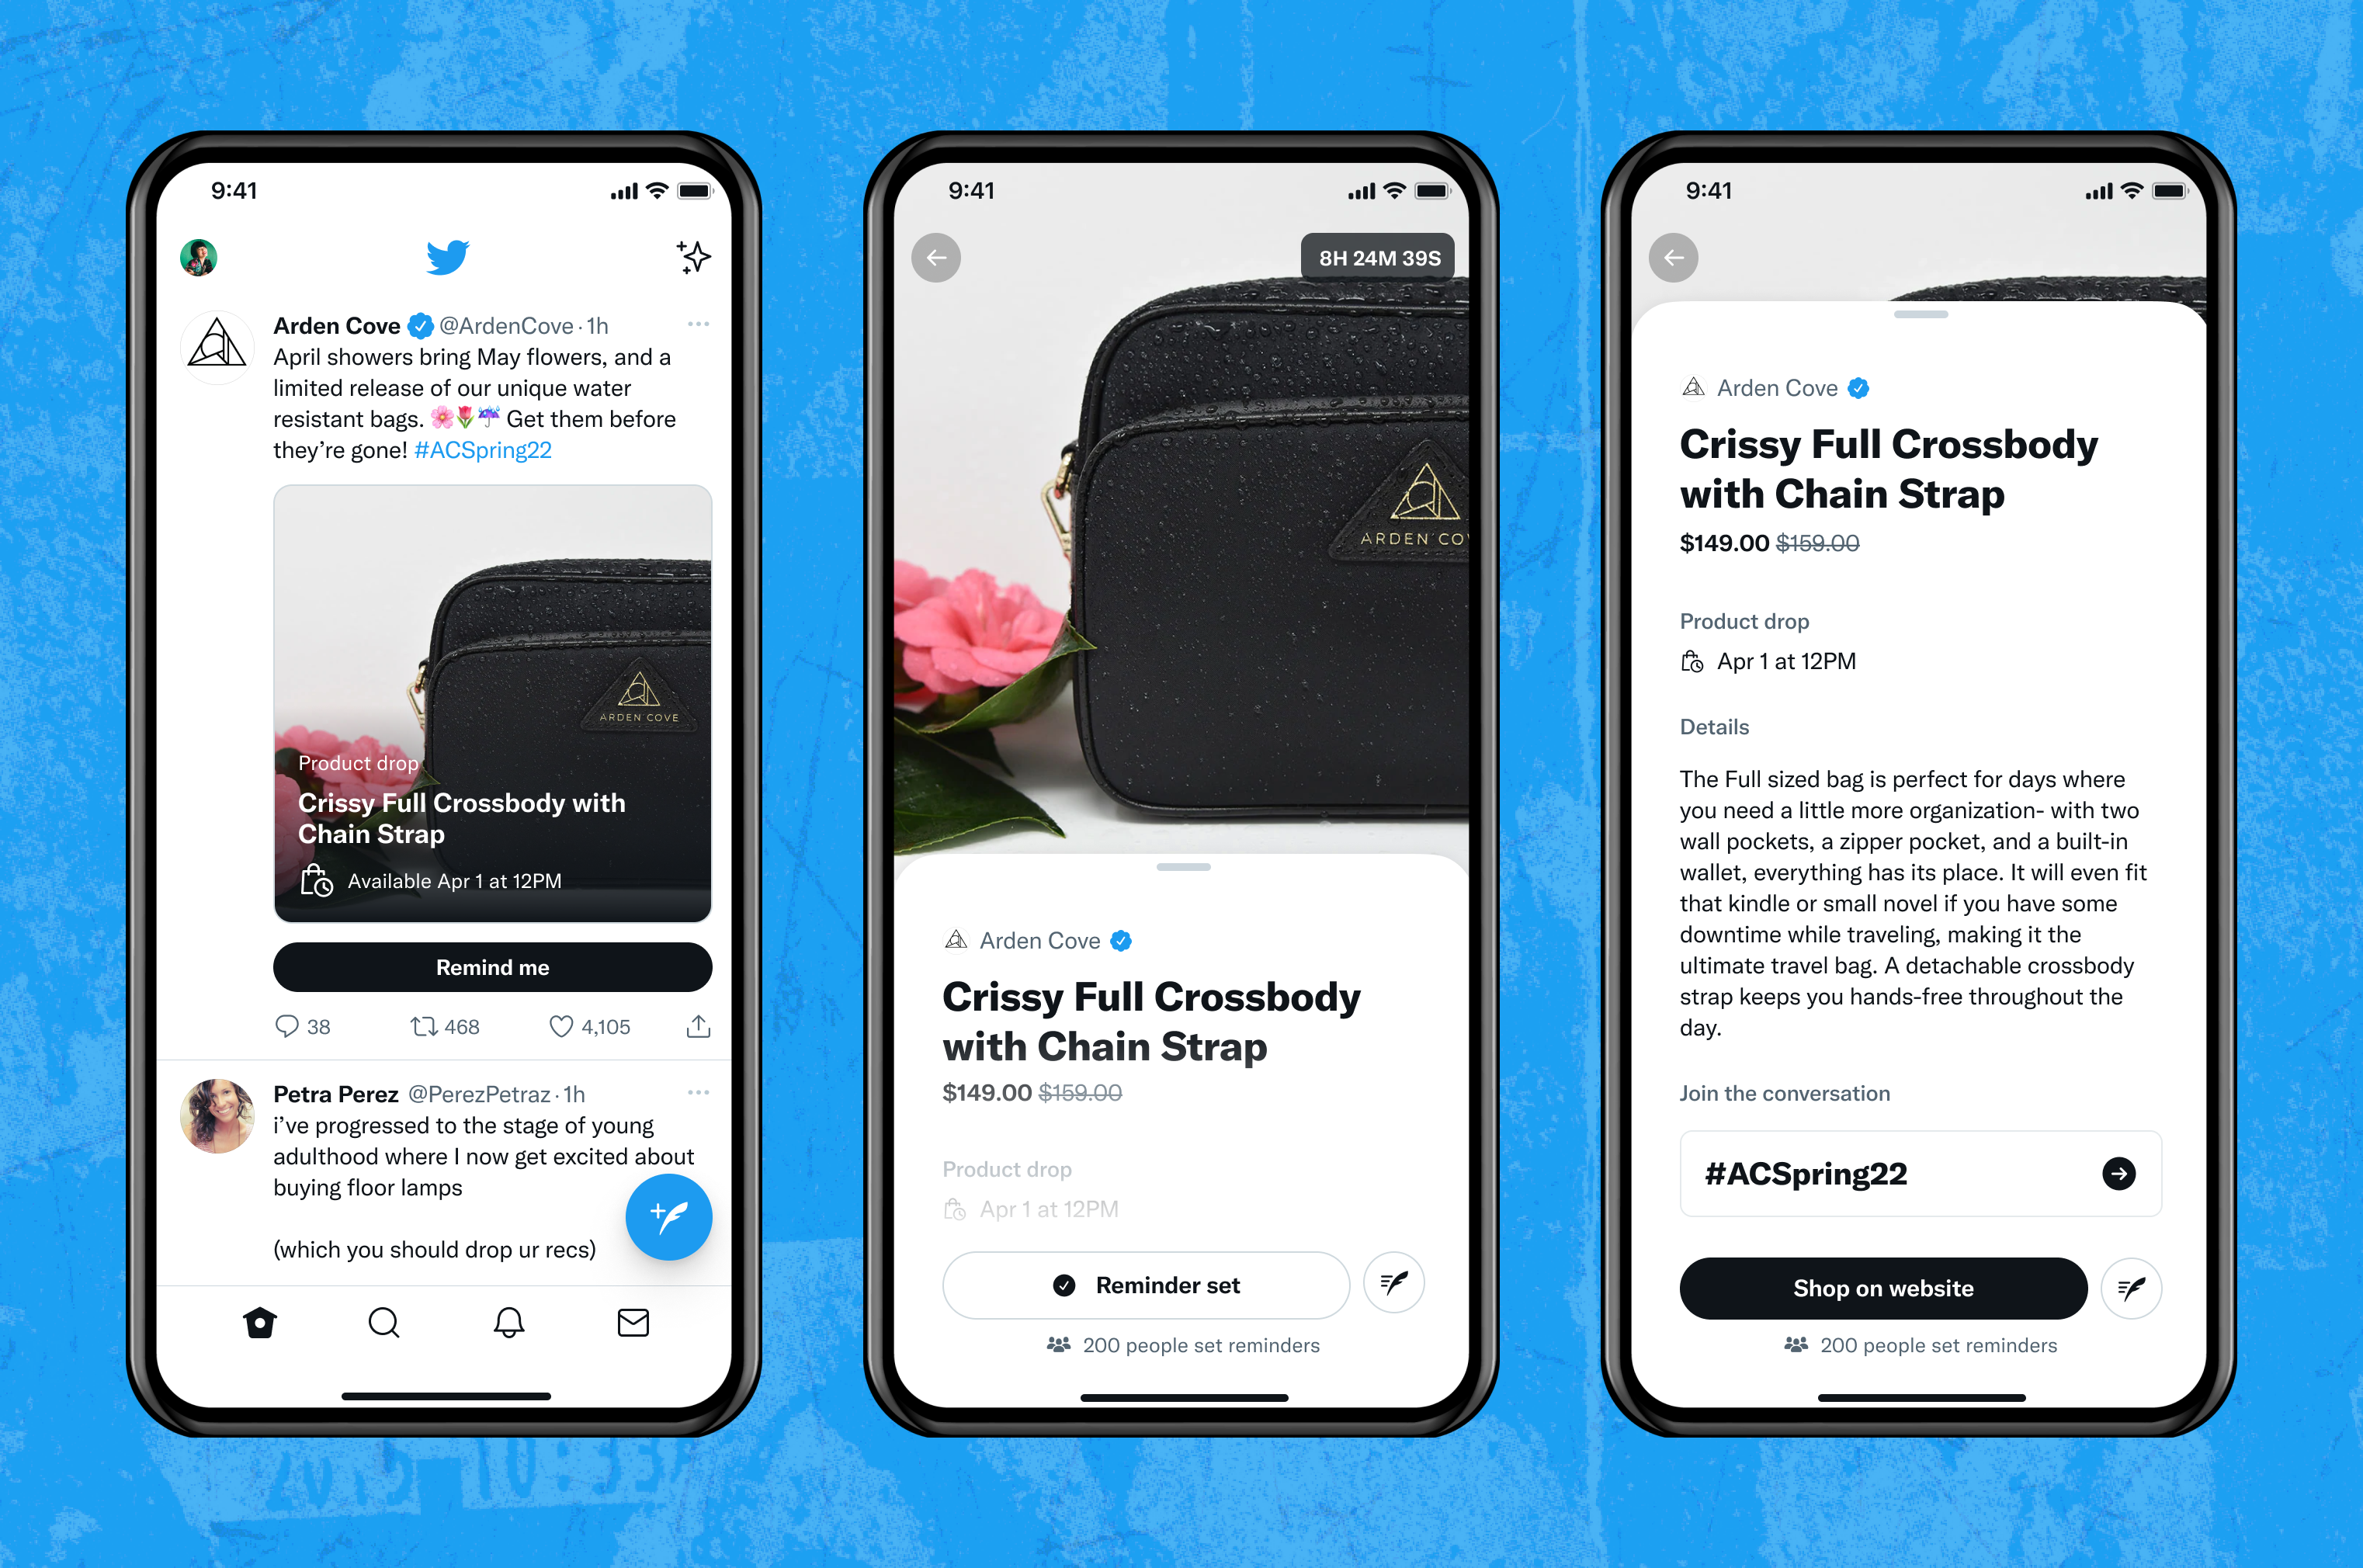 9:41
Arden Cove @ArdenCove · 1h
April showers bring May flowers, and a
limited release of our unique water
resistant bags. 🌸🌷☔ Get them before
they’re gone! #ACSpring22
ARDEN COVE
Product drop
Crissy Full Crossbody with
Chain Strap
Available Apr 1 at 12PM
Remind me
38 468 4,105
Petra Perez @PerezPetraz · 1h
i’ve progressed to the stage of young
adulthood where I now get excited about
buying floor lamps
(which you should drop ur recs)
9:41
8H 24M 39S
ARDEN CO
Arden Cove
Crissy Full Crossbody
with Chain Strap
$149.00 $159.00
Product drop
Apr 1 at 12PM
Reminder set
200 people set reminders
9:41
Arden Cove
Crissy Full Crossbody
with Chain Strap
$149.00 $159.00
Product drop
Apr 1 at 12PM
Details
The Full sized bag is perfect for days where
you need a little more organization- with two
wall pockets, a zipper pocket, and a built-in
wallet, everything has its place. It will even fit
that kindle or small novel if you have some
downtime while traveling, making it the
ultimate travel bag. A detachable crossbody
strap keeps you hands-free throughout the
day.
Join the conversation
#ACSpring22
Shop on website
200 people set reminders